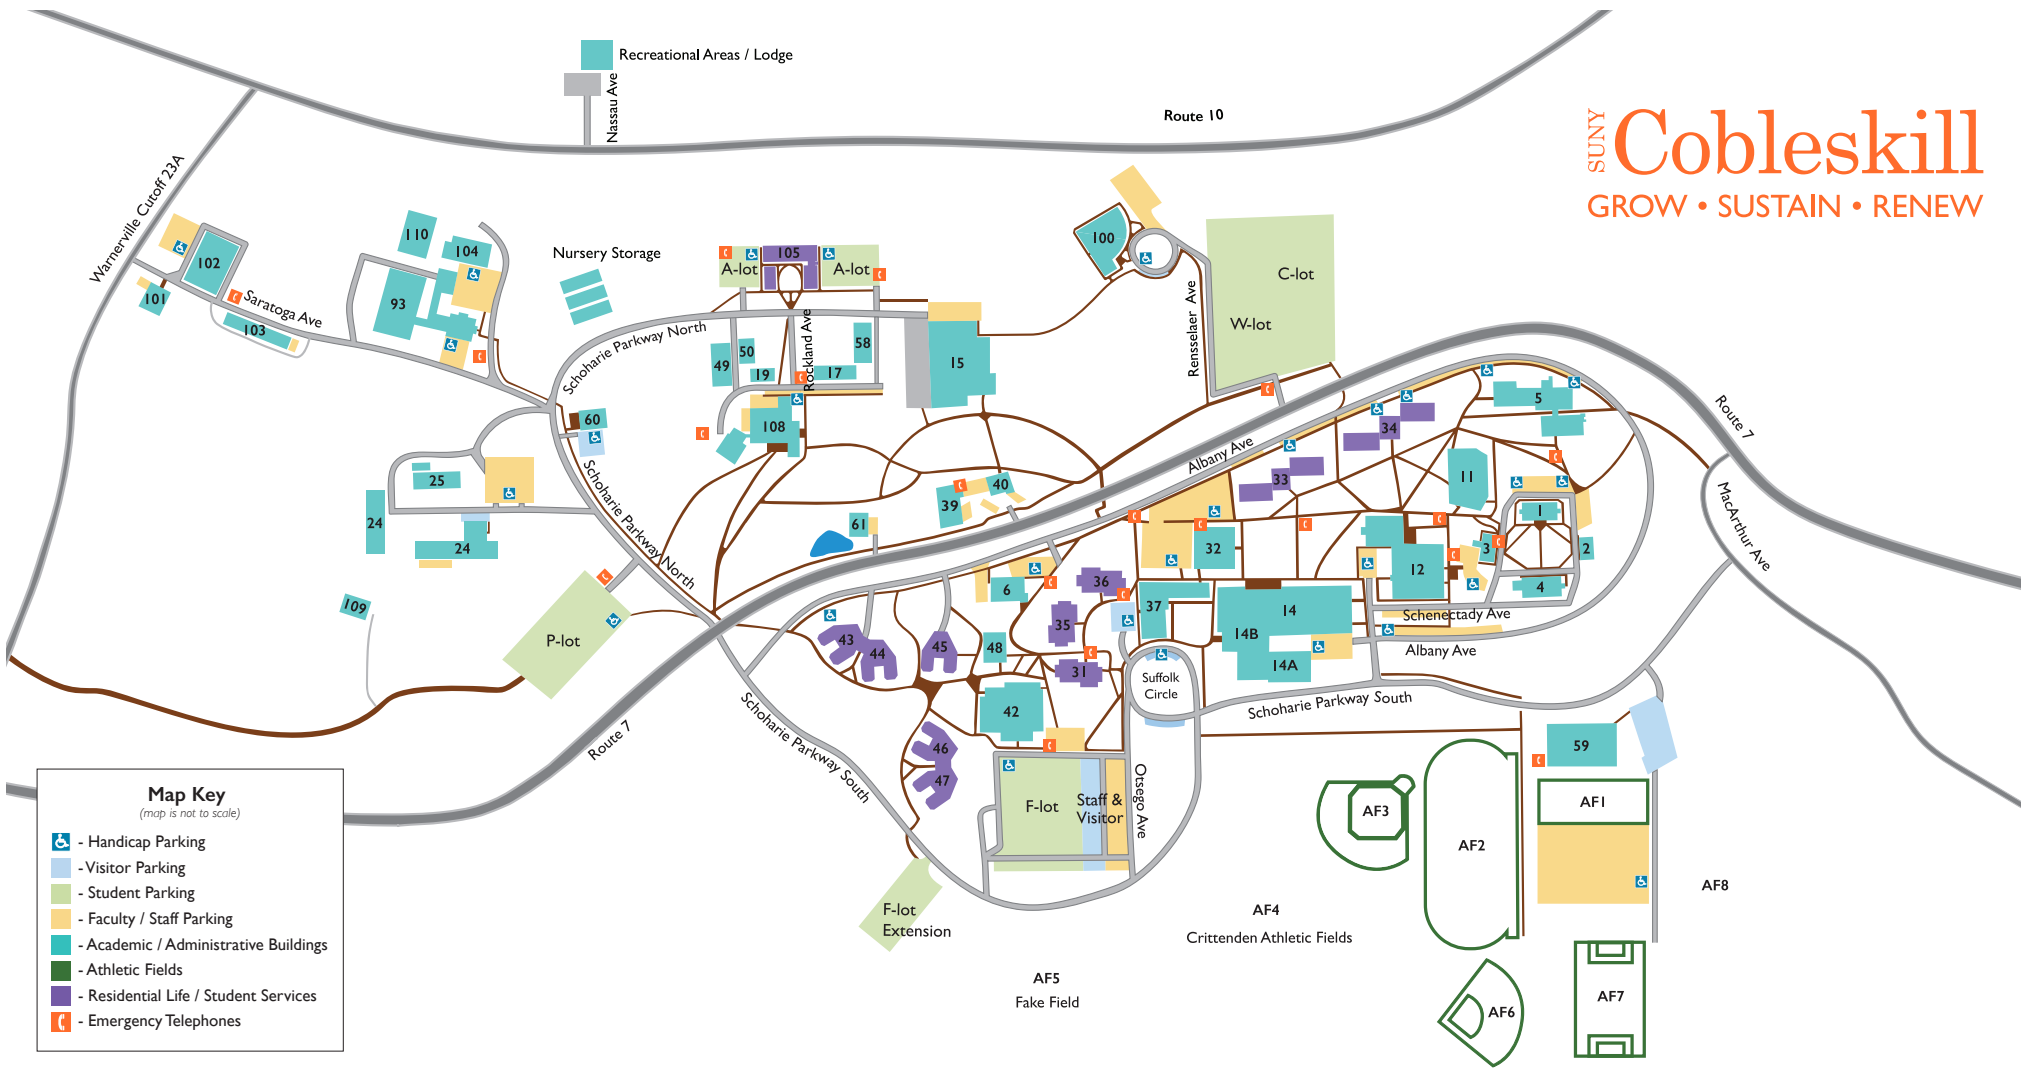 Recreational Areas / Lodge
Nassau Ave
Route 10
SUNY
Cobleskill
GROW • SUSTAIN • RENEW
Warnerville Cutoff 23A
110
104
102
101
Saratoga Ave
103
93
Nursery Storage
105
A-lot
A-lot
100
C-lot
W-lot
Rensselaer Ave
Schoharie Parkway North
Rockland Ave
49
50
19
17
58
15
60
108
Route 7
5
34
Albany Ave
33
11
MacArthur Ave
25
24
24
Schoharie Parkway North
40
39
61
1
2
3
4
12
32
36
6
37
35
14
14B
14A
Schenectady Ave
Albany Ave
109
P-lot
43
44
45
48
31
Suffolk
Circle
Schoharie Parkway South
42
Route 7
Schoharie Parkway South
46
47
59
F-lot
Staff &
Visitor
Otsego Ave
AF1
AF3
AF2
AF8
F-lot
Extension
AF4
Crittenden Athletic Fields
AF5
Fake Field
AF7
AF6
Map Key
(map is not to scale)
- Handicap Parking
- Visitor Parking
- Student Parking
- Faculty / Staff Parking
- Academic / Administrative Buildings
- Athletic Fields
- Residential Life / Student Services
- Emergency Telephones